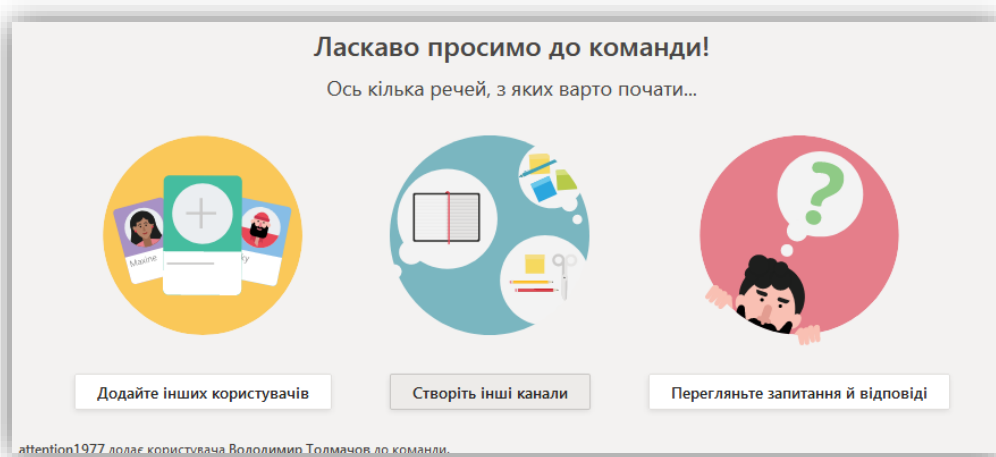 Ласкаво просимо до команди!
Ось кілька речей, з яких варто почати...
Maxine
ky
Додайте інших користувачів
Створіть інші канали
Перегляньте запитання й відповіді
attention1977 додає користувача Володимир Толмачов до команди.